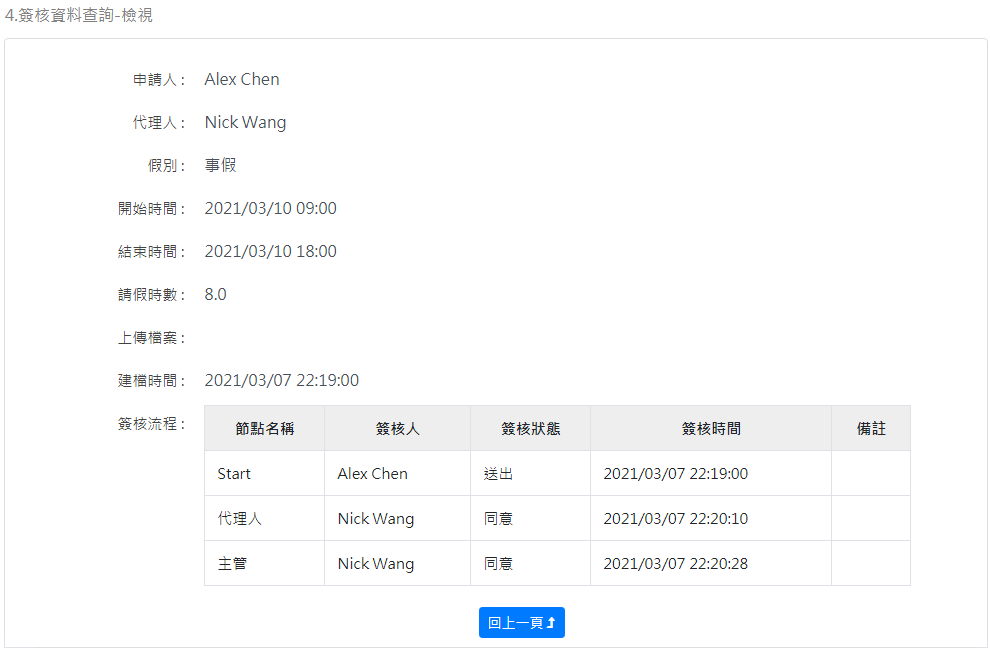 4.簽核資料查詢-檢視
申請人 : Alex Chen
代理人 : Nick Wang
假別 : 事假
開始時間 : 2021/03/10 09:00
結束時間 : 2021/03/10 18:00
請假時數 : 8.0
上傳檔案 :
建檔時間 : 2021/03/07 22:19:00
簽核流程 :
節點名稱 簽核人 簽核狀態 簽核時間 備註
Start Alex Chen 送出 2021/03/07 22:19:00
代理人 Nick Wang 同意 2021/03/07 22:20:10
主管 Nick Wang 同意 2021/03/07 22:20:28
回上一頁